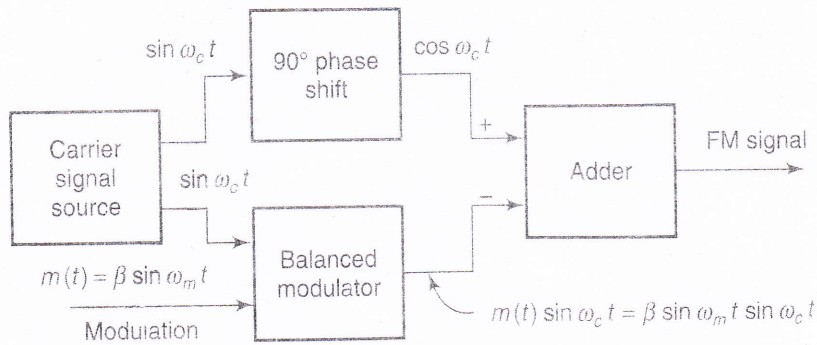 sin ω_c t
90° phase
shift
cos ω_c t
+
Carrier
signal
source
sin ω_c t
Adder
FM signal
−
m(t) = β sin ω_m t
Modulation
Balanced
modulator
m(t) sin ω_c t = β sin ω_m t sin ω_c t